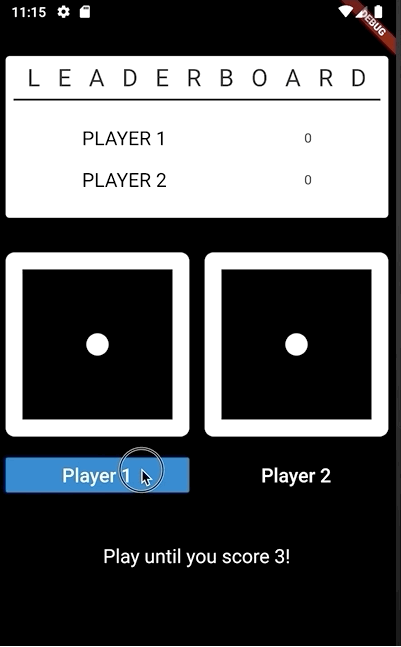 11:15
DEBUG
L E A D E R B O A R D
PLAYER 1 0
PLAYER 2 0
Player 1 Player 2
Play until you score 3!